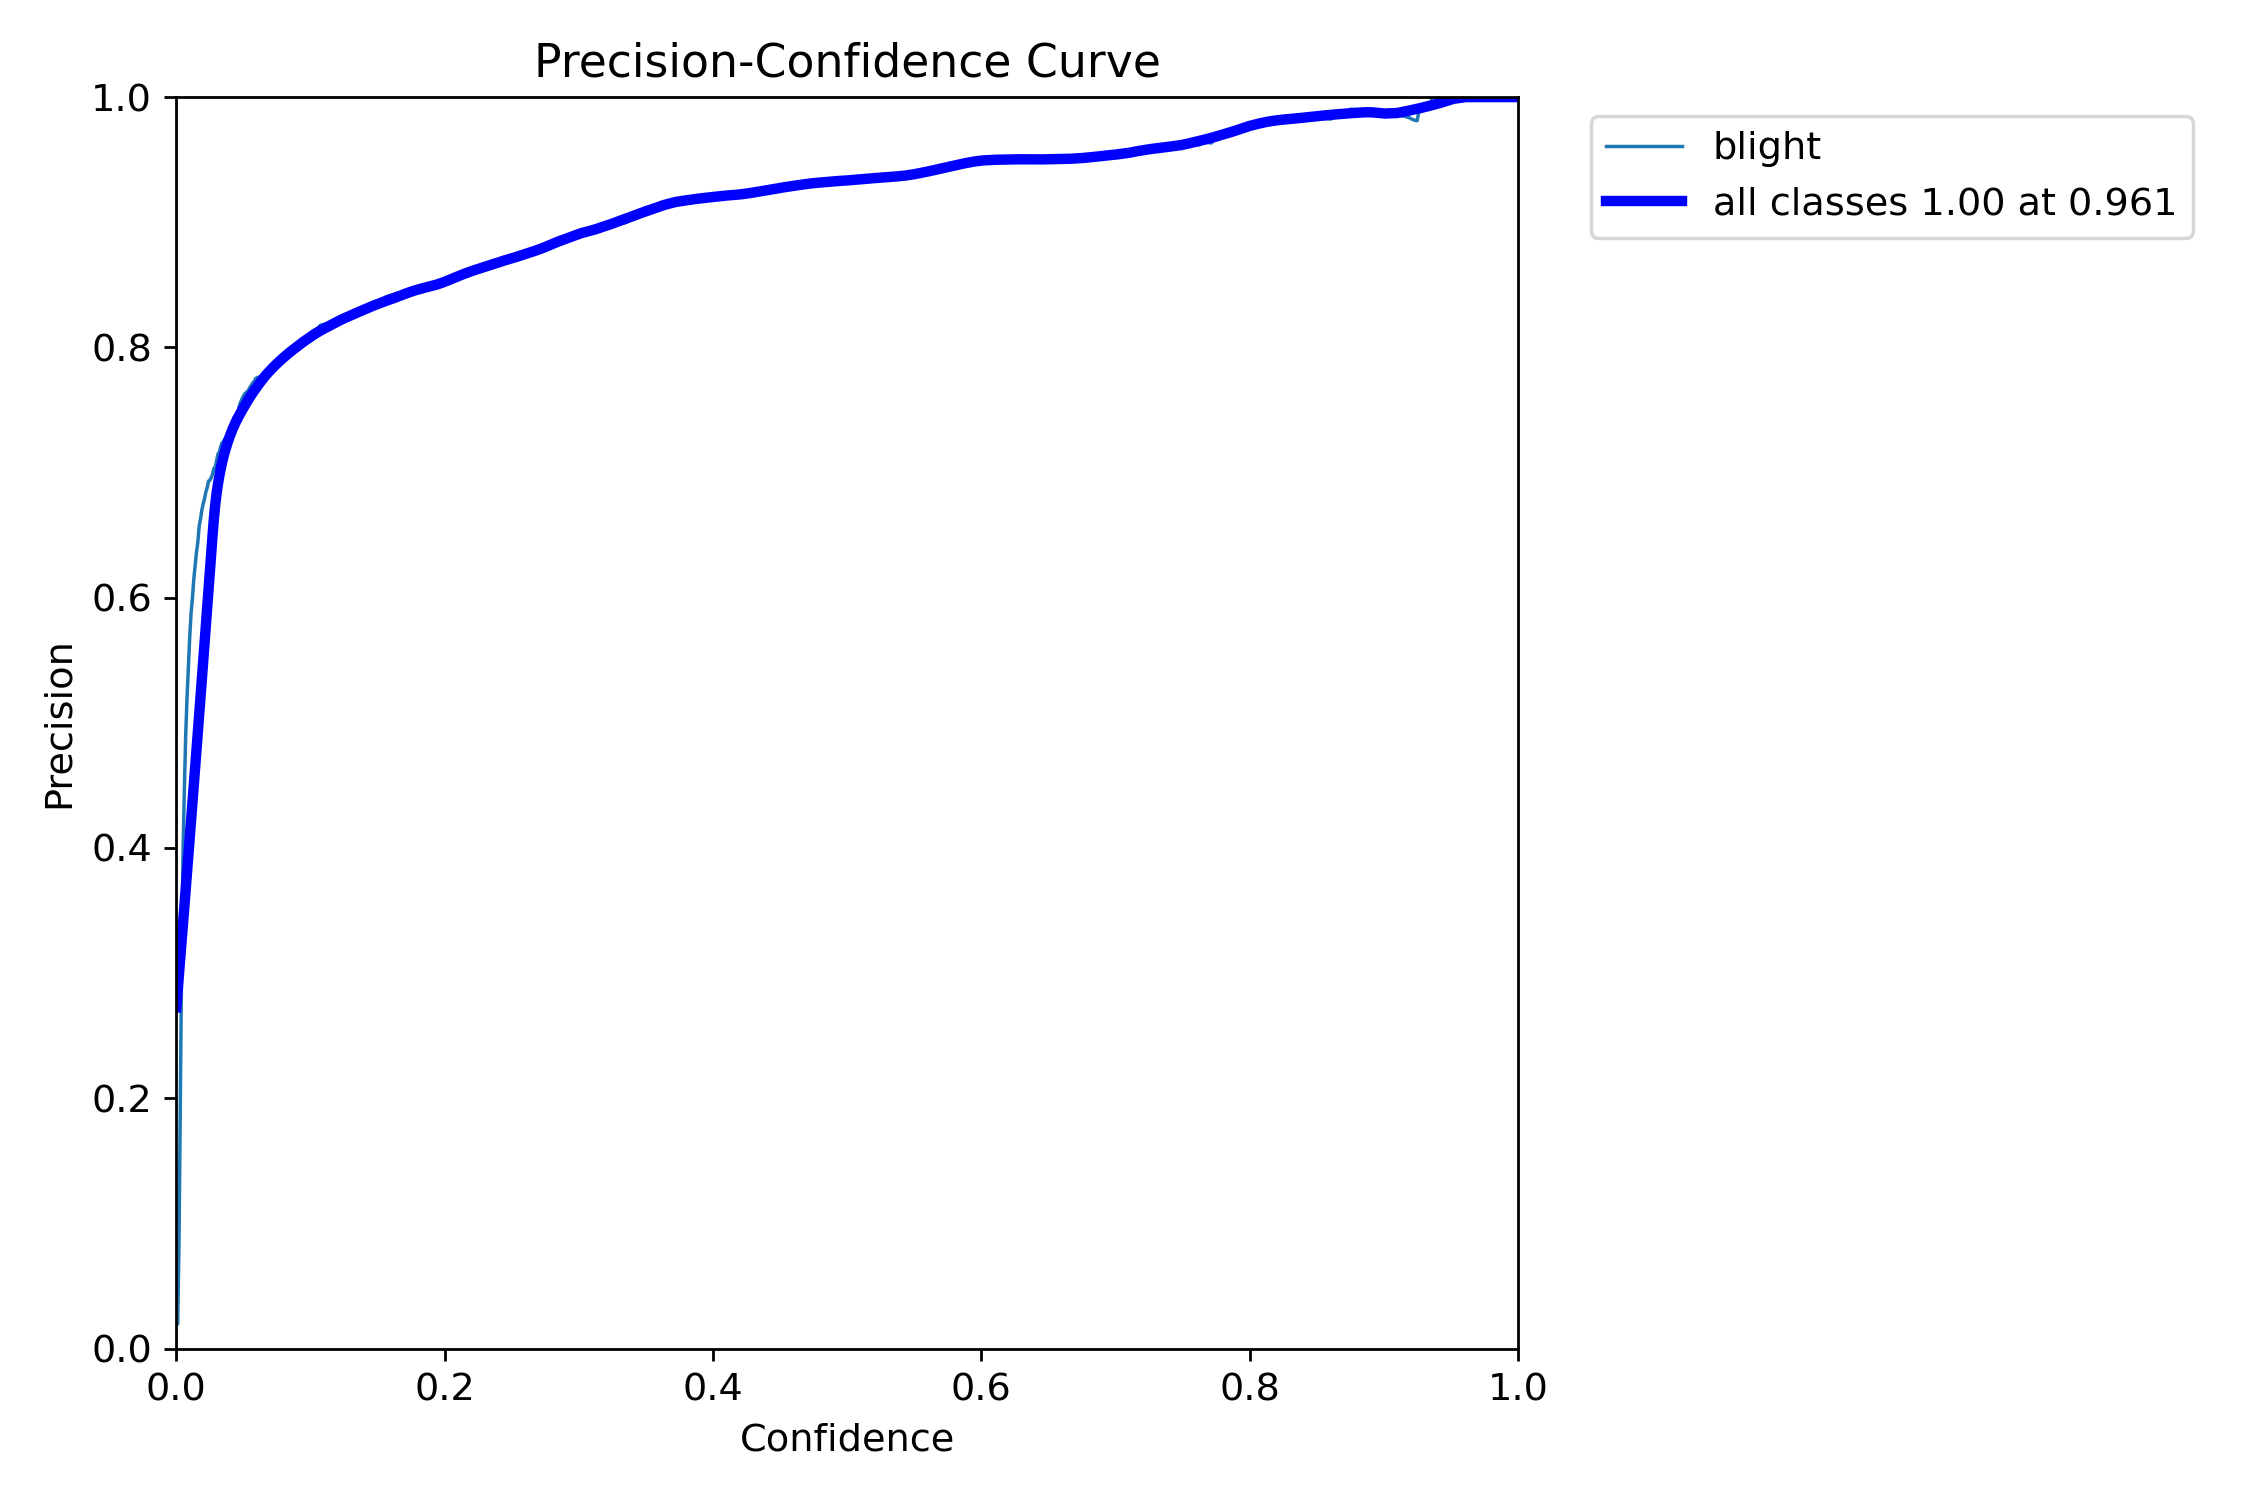 Precision-Confidence Curve
1.0
0.8
0.6
0.4
0.2
0.0
Precision
0.0 0.2 0.4 0.6 0.8 1.0
Confidence
blight
all classes 1.00 at 0.961